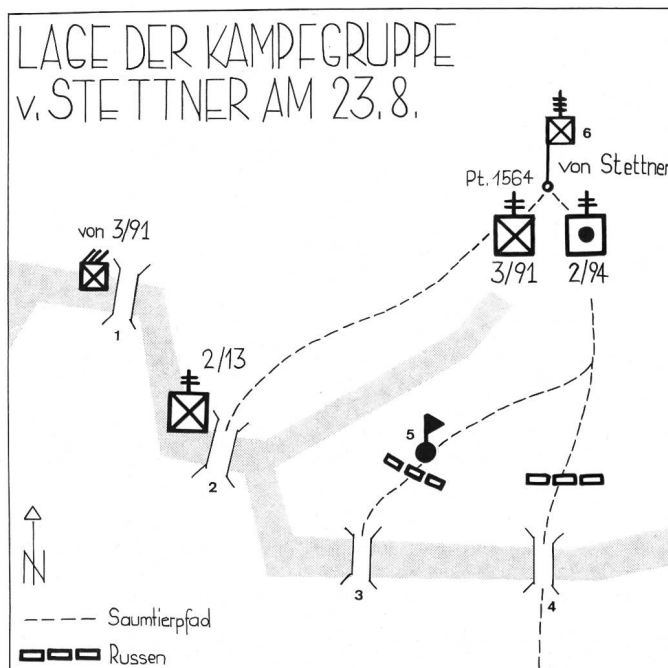 LAGE DER KAMPFGRUPPE
v. STETTNER AM 23.8.
6
von Stettner
Pt. 1564
von 3/91
3/91
2/94
1
2/13
5
2
3
4
N
Saumtierpfad
Russen